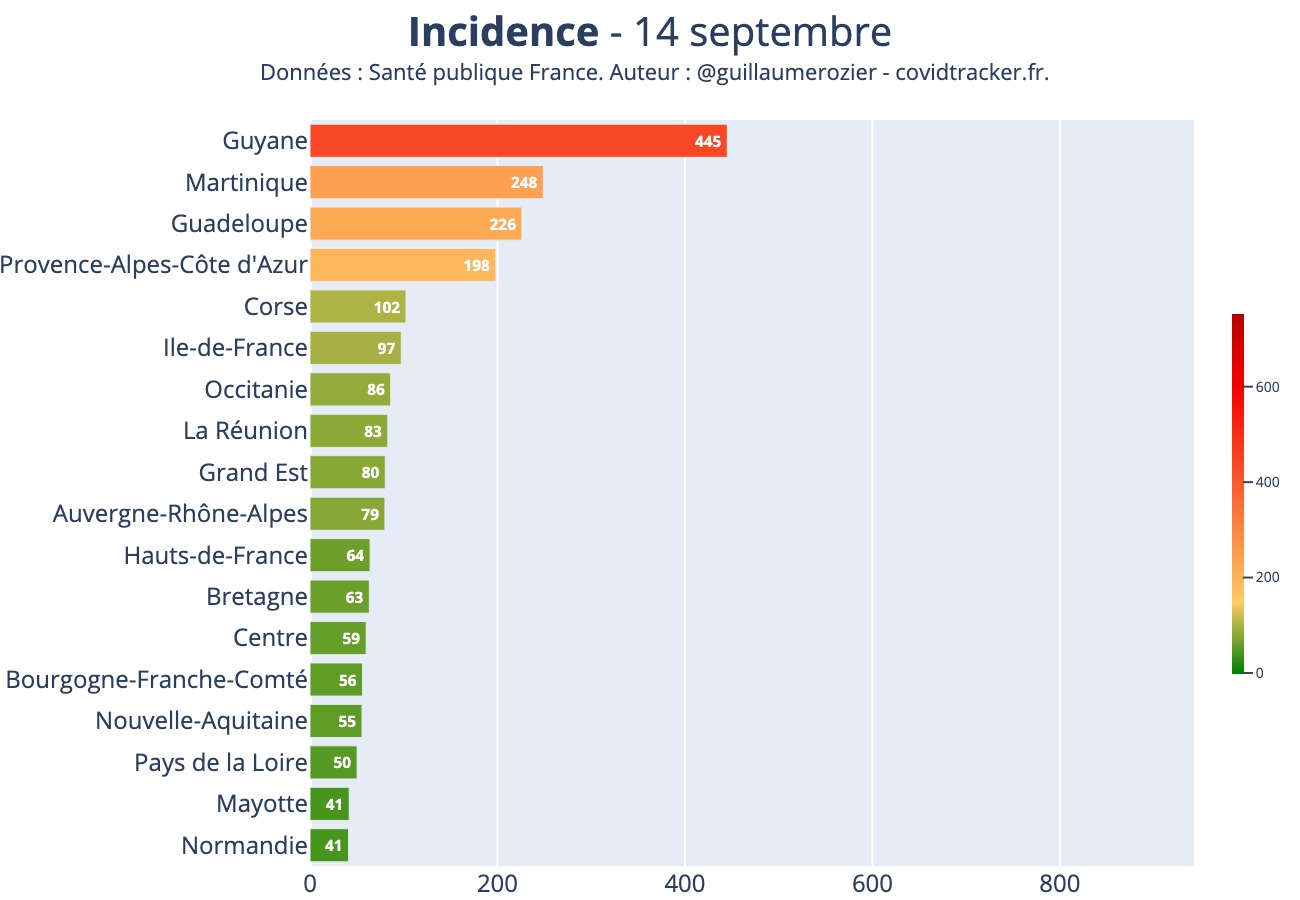 Incidence - 14 septembre
Données : Santé publique France. Auteur : @guillaumerozier - covidtracker.fr.
Guyane 445
Martinique 248
Guadeloupe 226
Provence-Alpes-Côte d'Azur 198
Corse 102
Ile-de-France 97
Occitanie 86
La Réunion 83
Grand Est 80
Auvergne-Rhône-Alpes 79
Hauts-de-France 64
Bretagne 63
Centre 59
Bourgogne-Franche-Comté 56
Nouvelle-Aquitaine 55
Pays de la Loire 50
Mayotte 41
Normandie 41
0 200 400 600 800
600
400
200
0